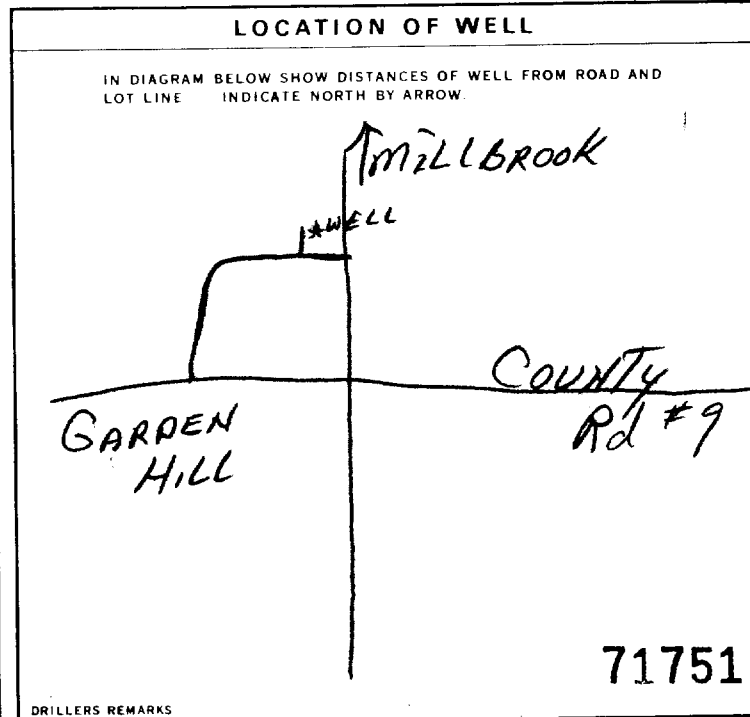 LOCATION OF WELL
IN DIAGRAM BELOW SHOW DISTANCES OF WELL FROM ROAD AND
LOT LINE INDICATE NORTH BY ARROW.
MILLBROOK
*WELL
COUNTY
Rd #9
GARDEN
HILL
71751
DRILLERS REMARKS